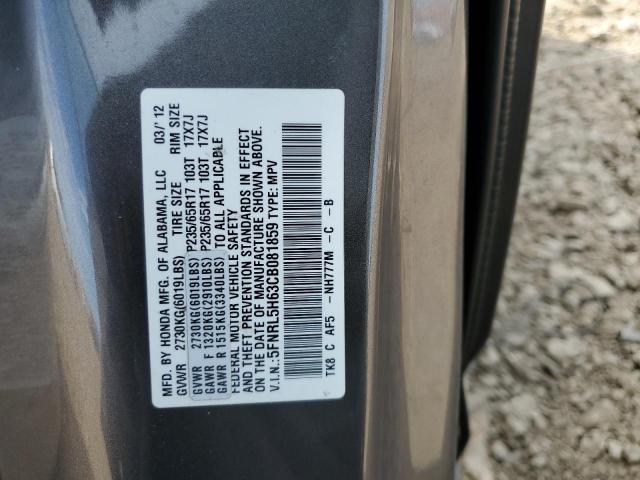 MFD. BY HONDA MFG. OF ALABAMA, LLC 03/'12
GVWR 2730KG(6019LBS) TIRE SIZE RIM SIZE
GVWR 2730KG(6019LBS) P235/65R17 103T 17X7J
GAWR F 1320KG(2910LBS) P235/65R17 103T 17X7J
GAWR R 1515KG(3340LBS) TO ALL APPLICABLE
FEDERAL MOTOR VEHICLE SAFETY
AND THEFT PREVENTION STANDARDS IN EFFECT
ON THE DATE OF MANUFACTURE SHOWN ABOVE.
V.I.N.:5FNRL5H63CB081859 TYPE: MPV
TK8 C AF5 -NH777M -C -B